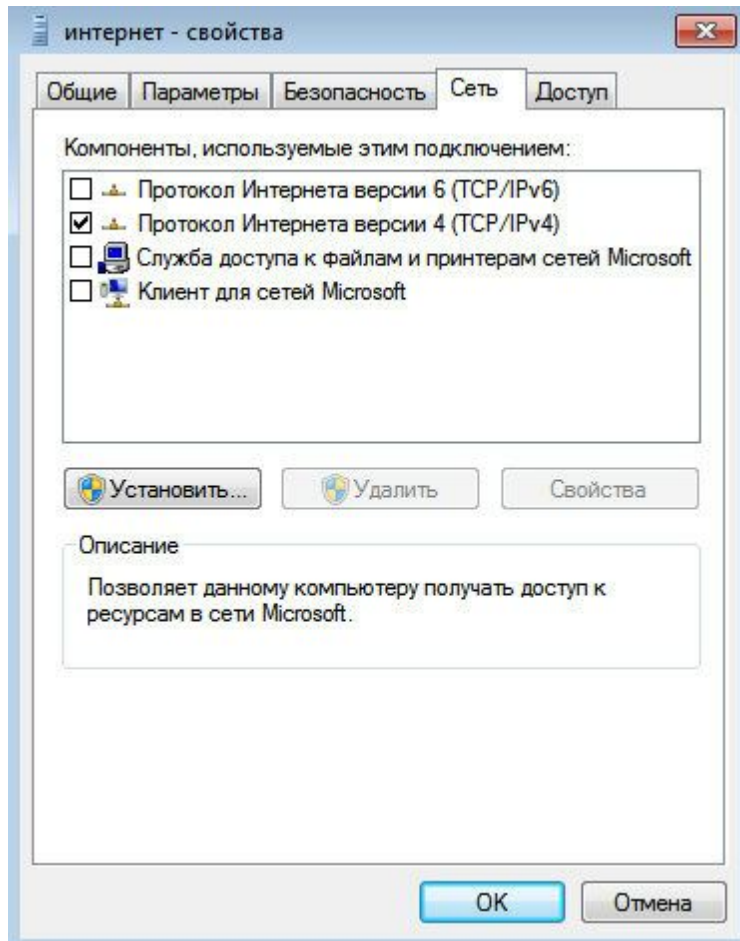 интернет - свойства
Общие Параметры Безопасность Сеть Доступ
Компоненты, используемые этим подключением:
Протокол Интернета версии 6 (TCP/IPv6)
Протокол Интернета версии 4 (TCP/IPv4)
Служба доступа к файлам и принтерам сетей Microsoft
Клиент для сетей Microsoft
Установить... Удалить Свойства
Описание
Позволяет данному компьютеру получать доступ к
ресурсам в сети Microsoft.
OK Отмена